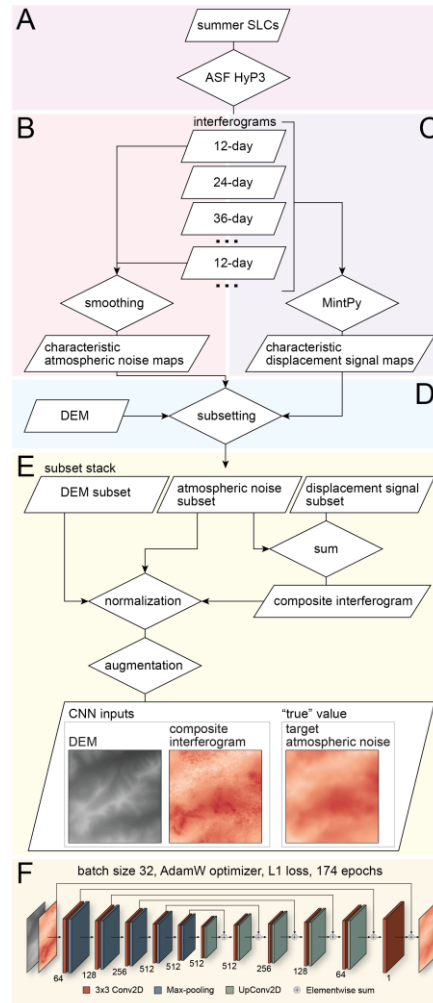 A
summer SLCs
ASF HyP3
B
C
interferograms
12-day
24-day
36-day
...
12-day
...
smoothing
MintPy
characteristic
atmospheric noise maps
characteristic
displacement signal maps
D
DEM
subsetting
E
subset stack
DEM subset
atmospheric noise
subset
displacement signal
subset
sum
normalization
composite interferogram
augmentation
CNN inputs
"true" value
DEM
composite
interferogram
target
atmospheric noise
F
batch size 32, AdamW optimizer, L1 loss, 174 epochs
64
128
256
512
512
512
256
128
64
1
3x3 Conv2D
Max-pooling
UpConv2D
Elementwise sum